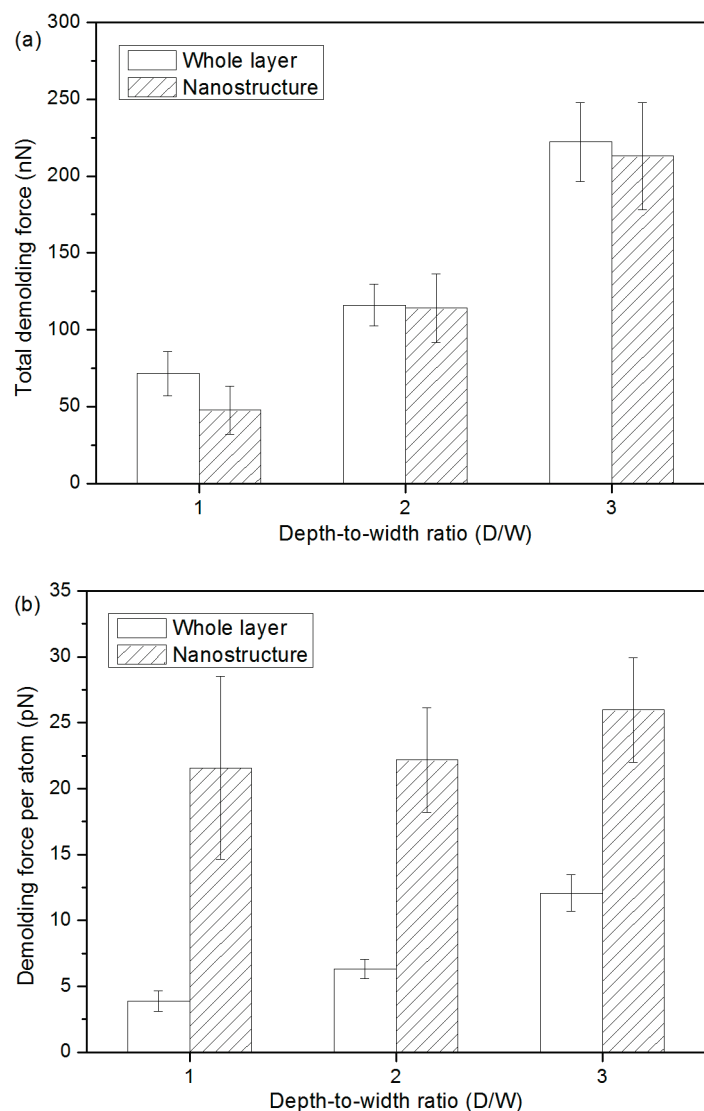 (a)
Whole layer
Nanostructure
Total demolding force (nN)
300
250
200
150
100
50
0
1 2 3
Depth-to-width ratio (D/W)
(b)
Whole layer
Nanostructure
Demolding force per atom (pN)
35
30
25
20
15
10
5
0
1 2 3
Depth-to-width ratio (D/W)